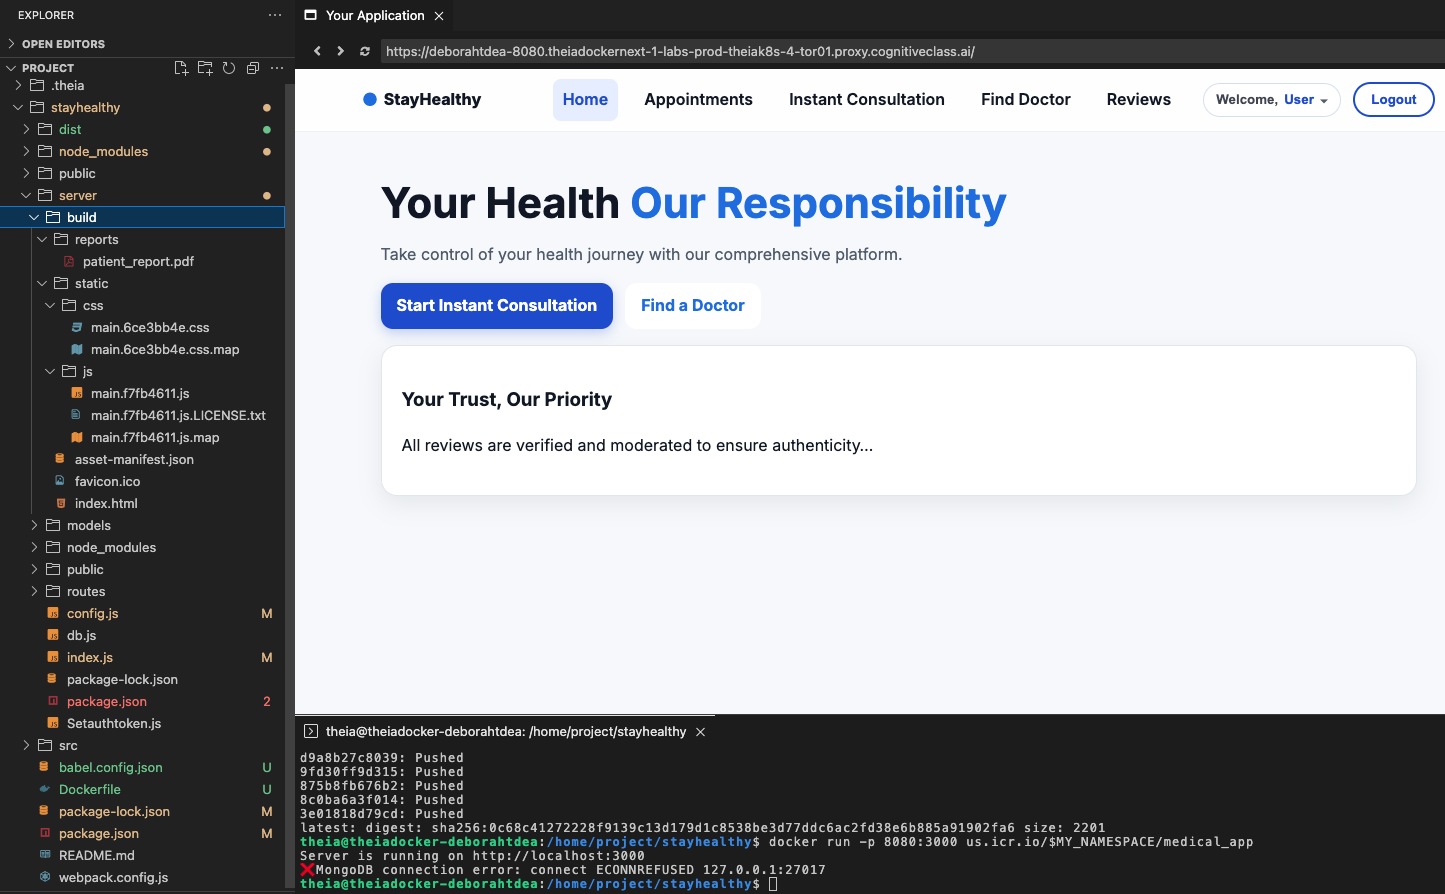 EXPLORER
OPEN EDITORS
PROJECT
.theia
stayhealthy
dist
node_modules
public
server
build
reports
patient_report.pdf
static
css
main.6ce3bb4e.css
main.6ce3bb4e.css.map
js
main.f7fb4611.js
main.f7fb4611.js.LICENSE.txt
main.f7fb4611.js.map
asset-manifest.json
favicon.ico
index.html
models
node_modules
public
routes
config.js M
db.js
index.js M
package-lock.json
package.json 2
Setauthtoken.js
src
babel.config.json U
Dockerfile U
package-lock.json M
package.json M
README.md
webpack.config.js
Your Application
https://deborahtdea-8080.theiadockernext-1-labs-prod-theiak8s-4-tor01.proxy.cognitiveclass.ai/
StayHealthy Home Appointments Instant Consultation Find Doctor Reviews Welcome, User Logout
Your Health Our Responsibility
Take control of your health journey with our comprehensive platform.
Start Instant Consultation Find a Doctor
Your Trust, Our Priority
All reviews are verified and moderated to ensure authenticity...
theia@theiadocker-deborahtdea: /home/project/stayhealthy
d9a8b27c8039: Pushed
9fd30ff9d315: Pushed
875b8fb676b2: Pushed
8c0ba6a3f014: Pushed
3e01818d79cd: Pushed
latest: digest: sha256:0c68c41272228f9139c13d179d1c8538be3d77ddc6ac2fd38e6b885a91902fa6 size: 2201
theia@theiadocker-deborahtdea:/home/project/stayhealthy$ docker run -p 8080:3000 us.icr.io/$MY_NAMESPACE/medical_app
Server is running on http://localhost:3000
❌MongoDB connection error: connect ECONNREFUSED 127.0.0.1:27017
theia@theiadocker-deborahtdea:/home/project/stayhealthy$